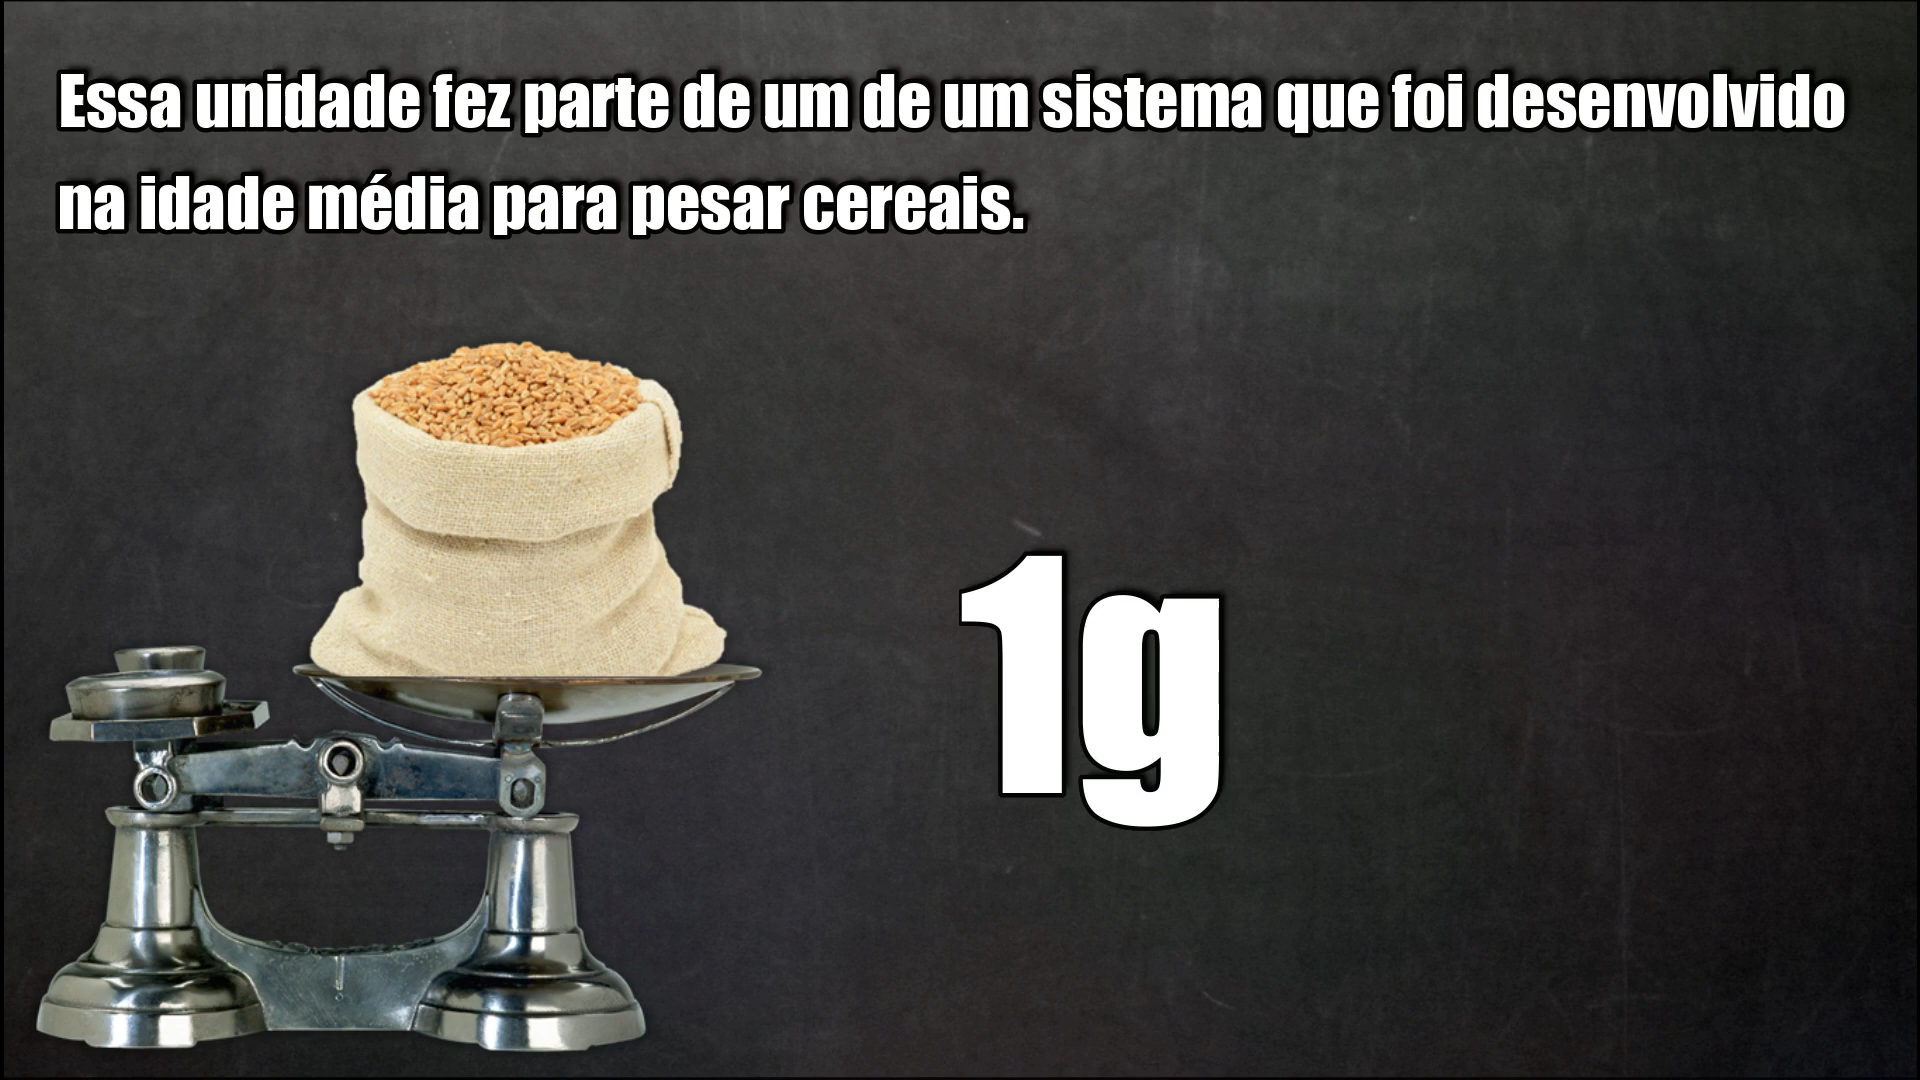 Essa unidade fez parte de um de um sistema que foi desenvolvido
na idade média para pesar cereais.
1g